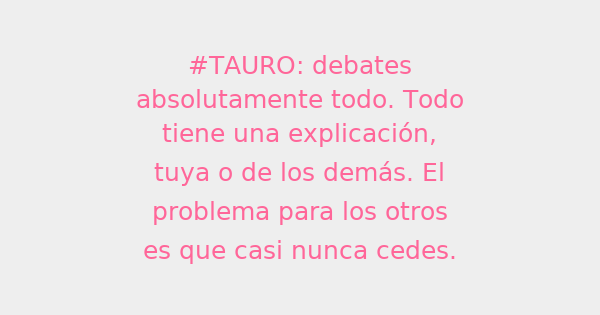 #TAURO: debates
absolutamente todo. Todo
tiene una explicación,
tuya o de los demás. El
problema para los otros
es que casi nunca cedes.